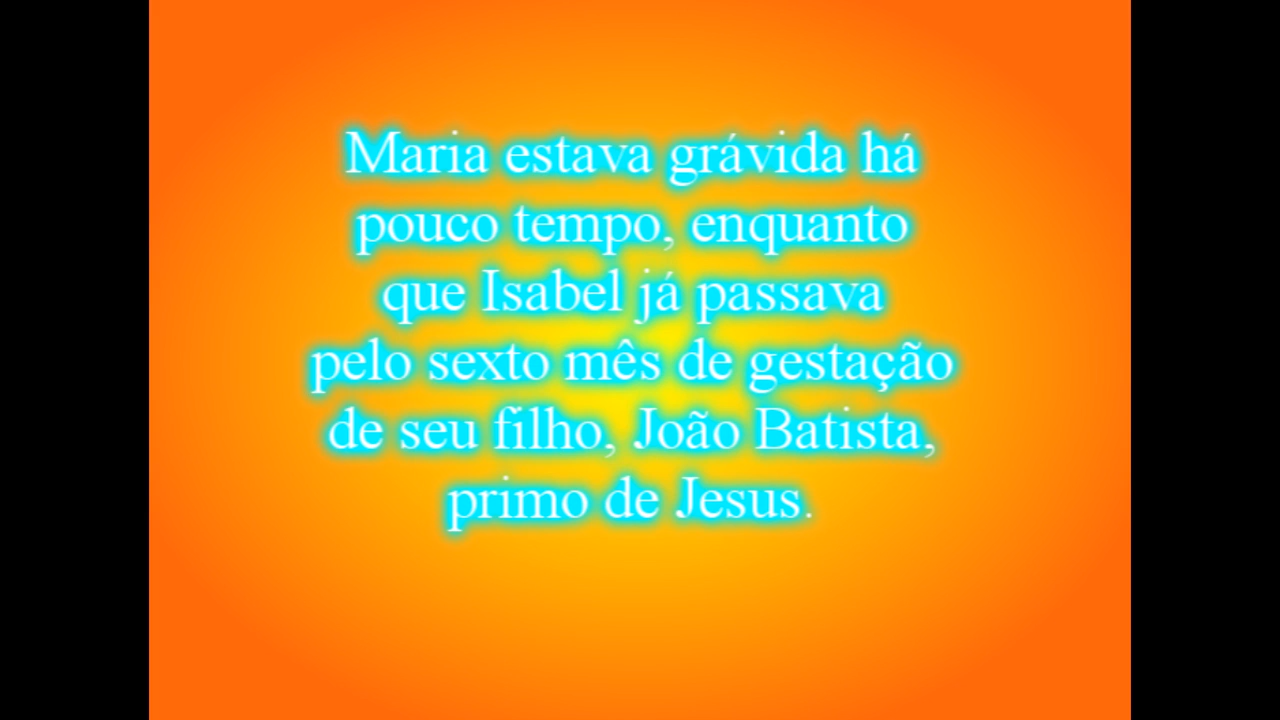 Maria estava grávida há
pouco tempo, enquanto
que Isabel já passava
pelo sexto mês de gestação
de seu filho, João Batista,
primo de Jesus.